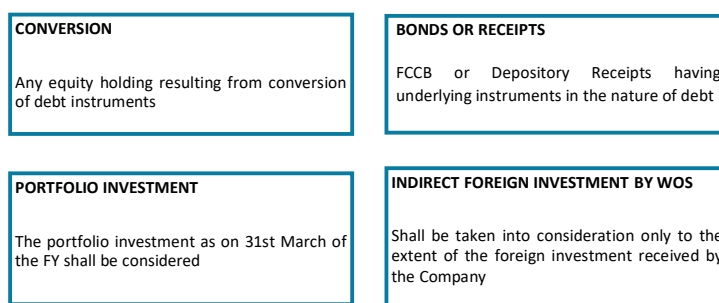 CONVERSION
Any equity holding resulting from conversion
of debt instruments
BONDS OR RECEIPTS
FCCB or Depository Receipts having
underlying instruments in the nature of debt
PORTFOLIO INVESTMENT
The portfolio investment as on 31st March of
the FY shall be considered
INDIRECT FOREIGN INVESTMENT BY WOS
Shall be taken into consideration only to the
extent of the foreign investment received by
the Company